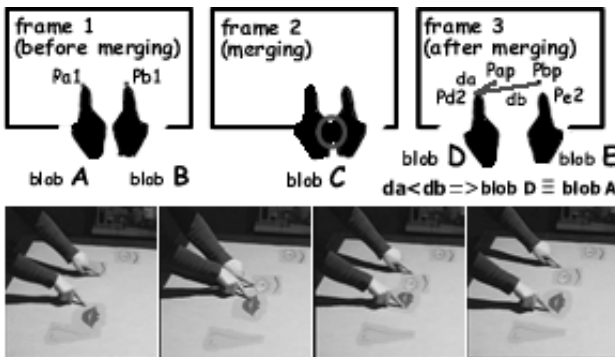 frame 1
(before merging)
Pa1
Pb1
blob A
blob B
frame 2
(merging)
blob C
frame 3
(after merging)
da
Pap
Pbp
Pd2
db
Pe2
blob D
blob E
da<db=>blob D ≡ blob A